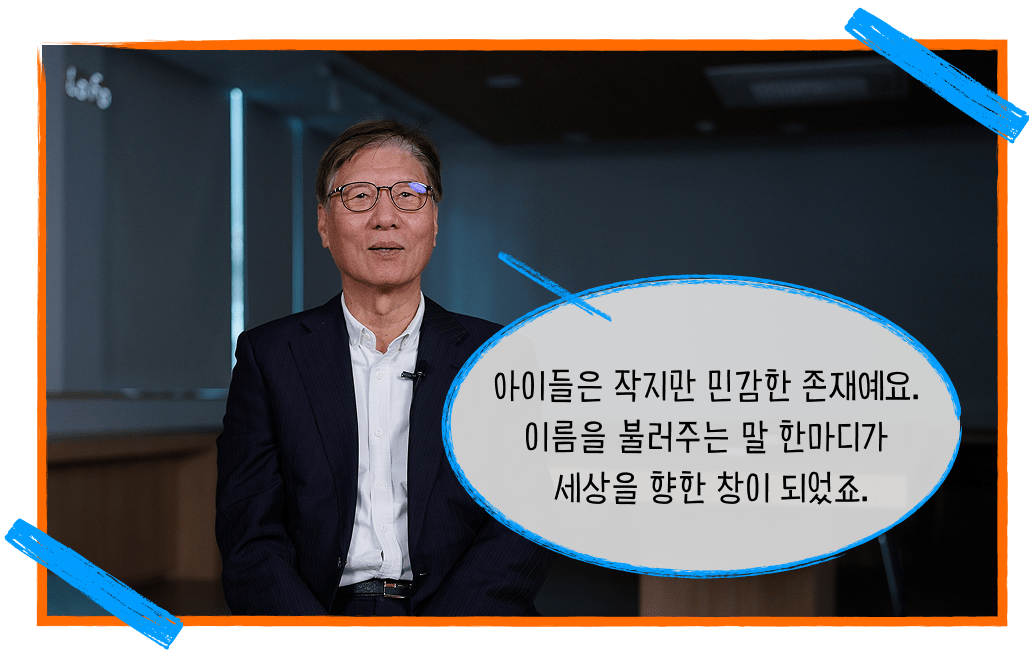 아이들은 작지만 민감한 존재예요.
이름을 불러주는 말 한마디가
세상을 향한 창이 되었죠.